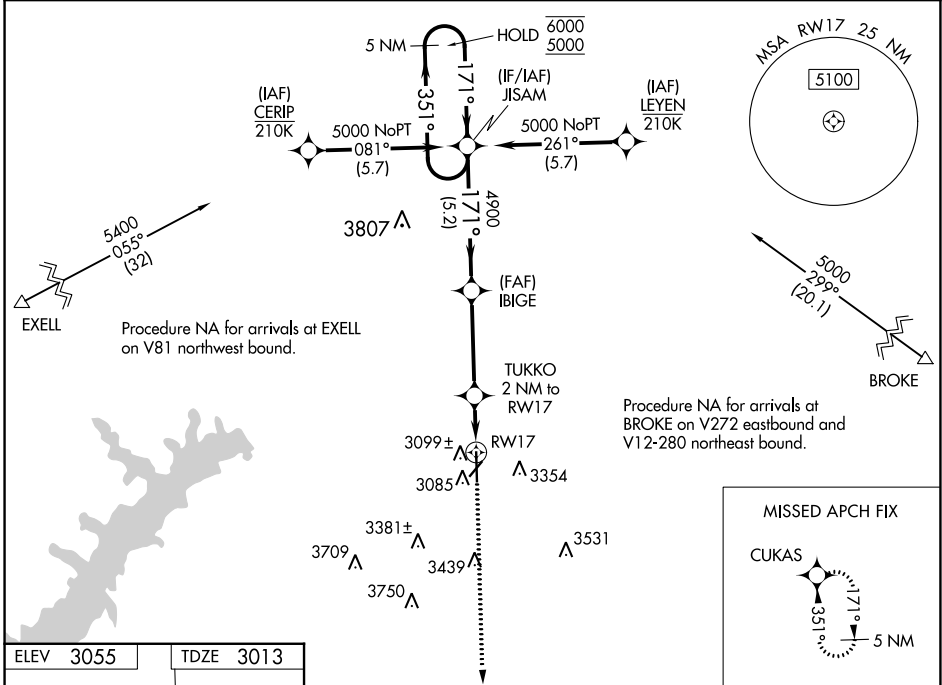 5 NM
HOLD
6000
5000
171°
351°
(IF/IAF)
JISAM
(IAF)
CERIP
210K
5000 NoPT
081°
(5.7)
(IAF)
LEYEN
210K
5000 NoPT
261°
(5.7)
MSA RW17 25 NM
5100
4900
171°
(5.2)
3807
5400
055°
(32)
EXELL
Procedure NA for arrivals at EXELL
on V81 northwest bound.
(FAF)
IBIGE
5000
299°
(20.1)
BROKE
TUKKO
2 NM to
RW17
Procedure NA for arrivals at
BROKE on V272 eastbound and
V12-280 northeast bound.
3099±
RW17
3085
3354
3381±
3709
3439
3531
3750
MISSED APCH FIX
CUKAS
171°
351°
5 NM
ELEV 3055
TDZE 3013